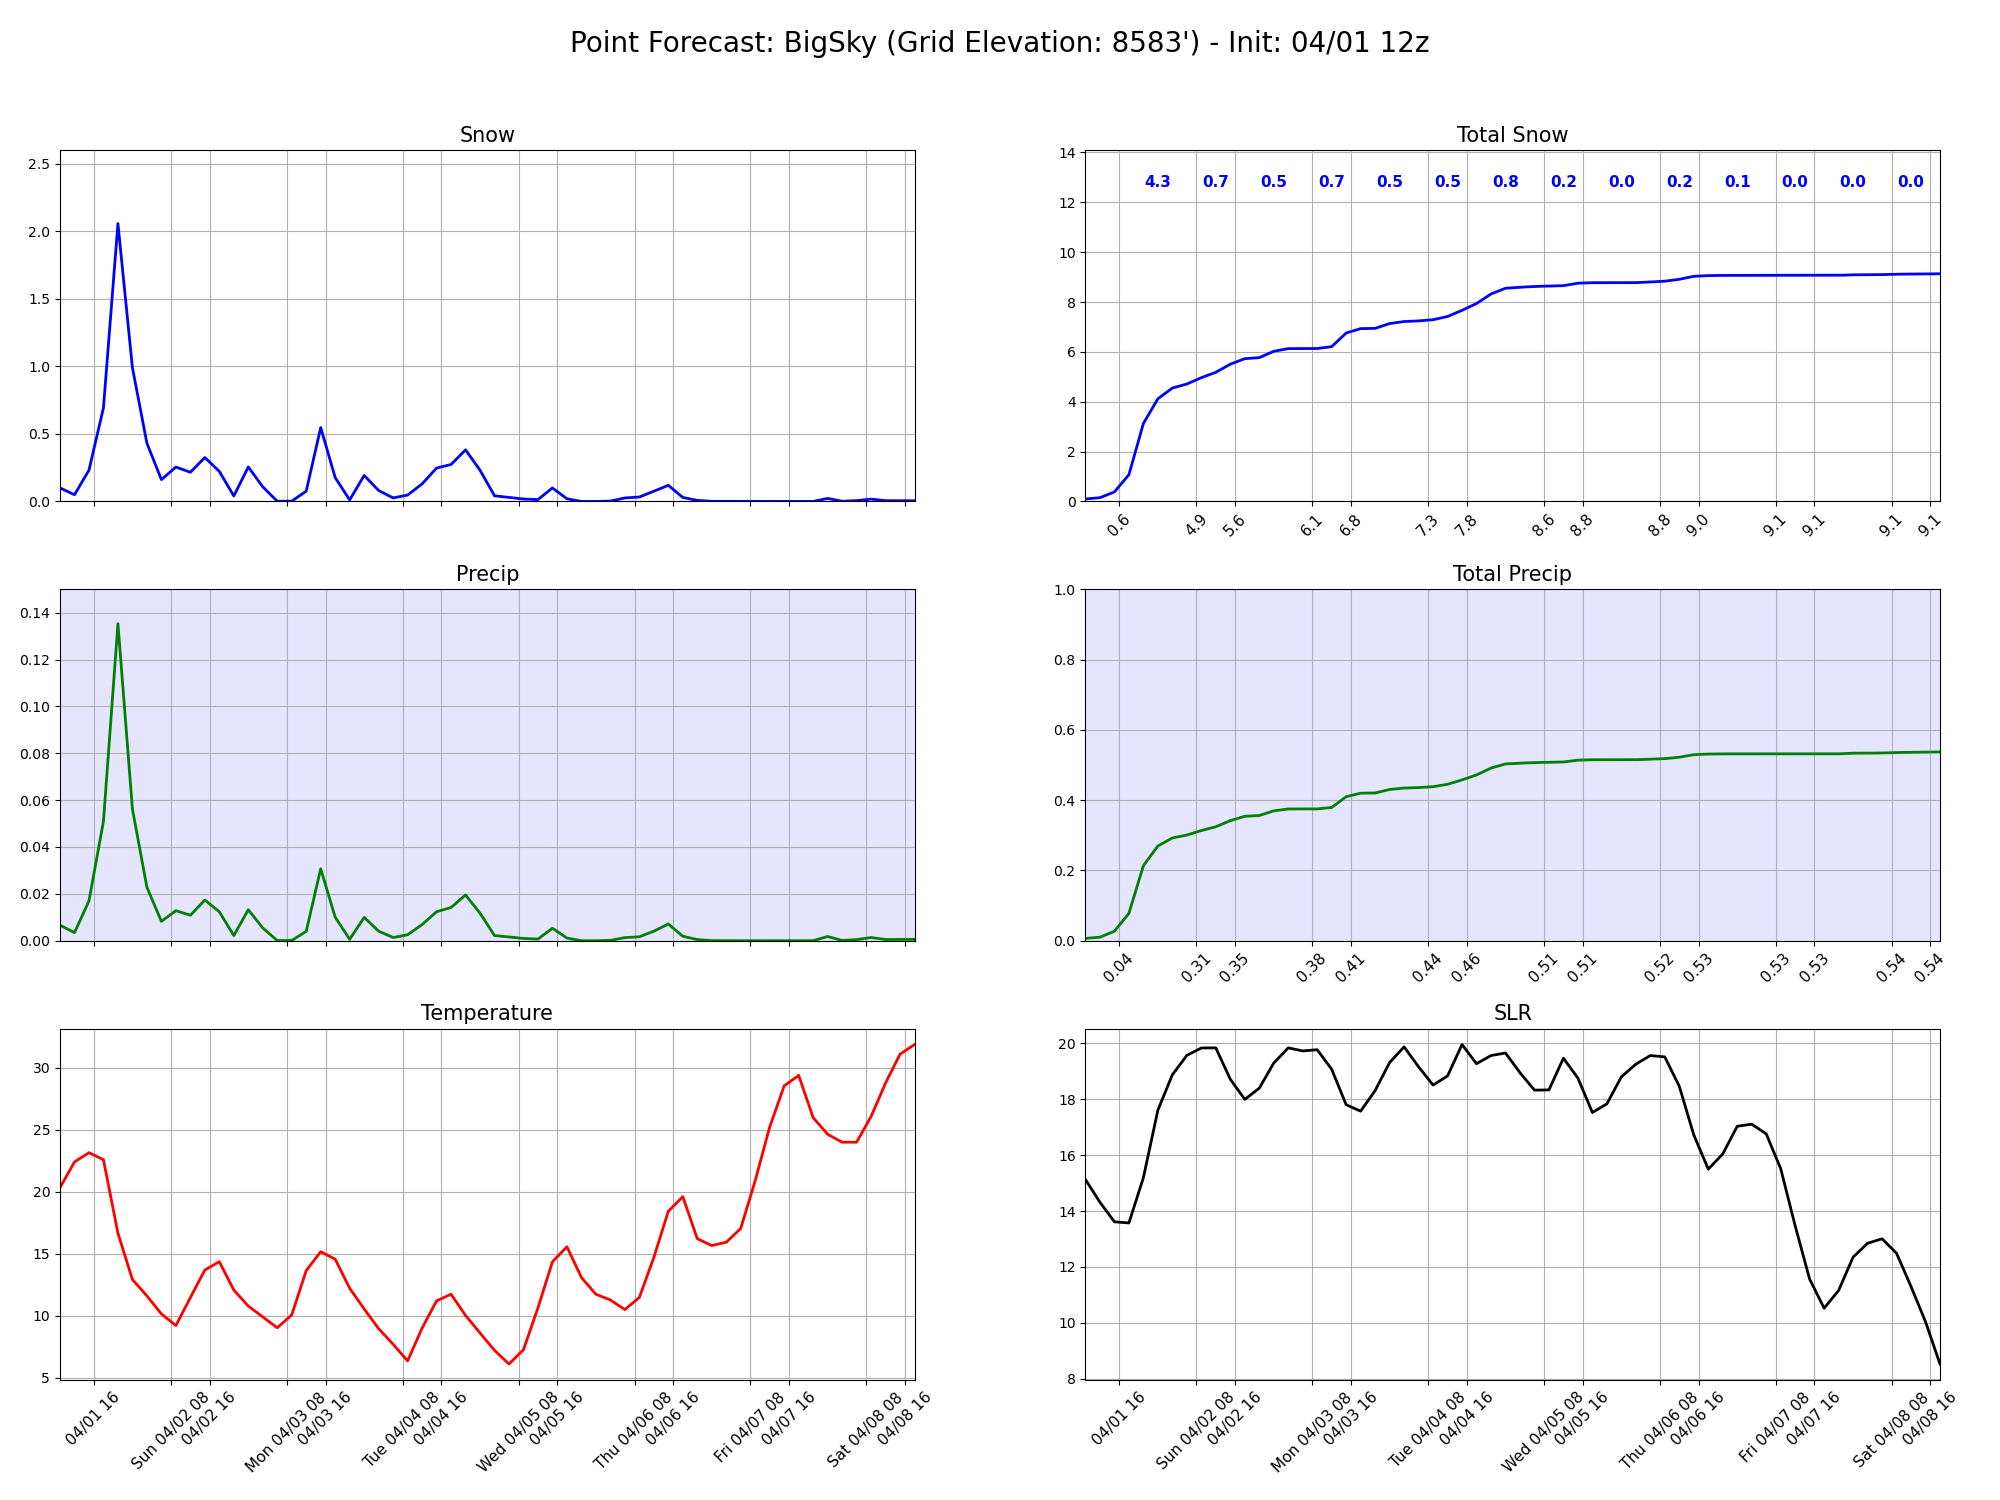 Point Forecast: BigSky (Grid Elevation: 8583') - Init: 04/01 12z
Snow
2.5
2.0
1.5
1.0
0.5
0.0
Total Snow
14
12
10
8
6
4
2
0
4.3 0.7 0.5 0.7 0.5 0.5 0.8 0.2 0.0 0.2 0.1 0.0 0.0 0.0
0.6 4.9 5.6 6.1 6.8 7.3 7.8 8.6 8.8 8.8 9.0 9.1 9.1 9.1 9.1
Precip
0.14
0.12
0.10
0.08
0.06
0.04
0.02
0.00
Total Precip
1.0
0.8
0.6
0.4
0.2
0.0
0.04 0.31 0.35 0.38 0.41 0.44 0.46 0.51 0.51 0.52 0.53 0.53 0.53 0.54 0.54
Temperature
30
25
20
15
10
5
04/01 16
Sun 04/02 08
04/02 16
Mon 04/03 08
04/03 16
Tue 04/04 08
04/04 16
Wed 04/05 08
04/05 16
Thu 04/06 08
04/06 16
Fri 04/07 08
04/07 16
Sat 04/08 08
04/08 16
SLR
20
18
16
14
12
10
8
04/01 16
Sun 04/02 08
04/02 16
Mon 04/03 08
04/03 16
Tue 04/04 08
04/04 16
Wed 04/05 08
04/05 16
Thu 04/06 08
04/06 16
Fri 04/07 08
04/07 16
Sat 04/08 08
04/08 16